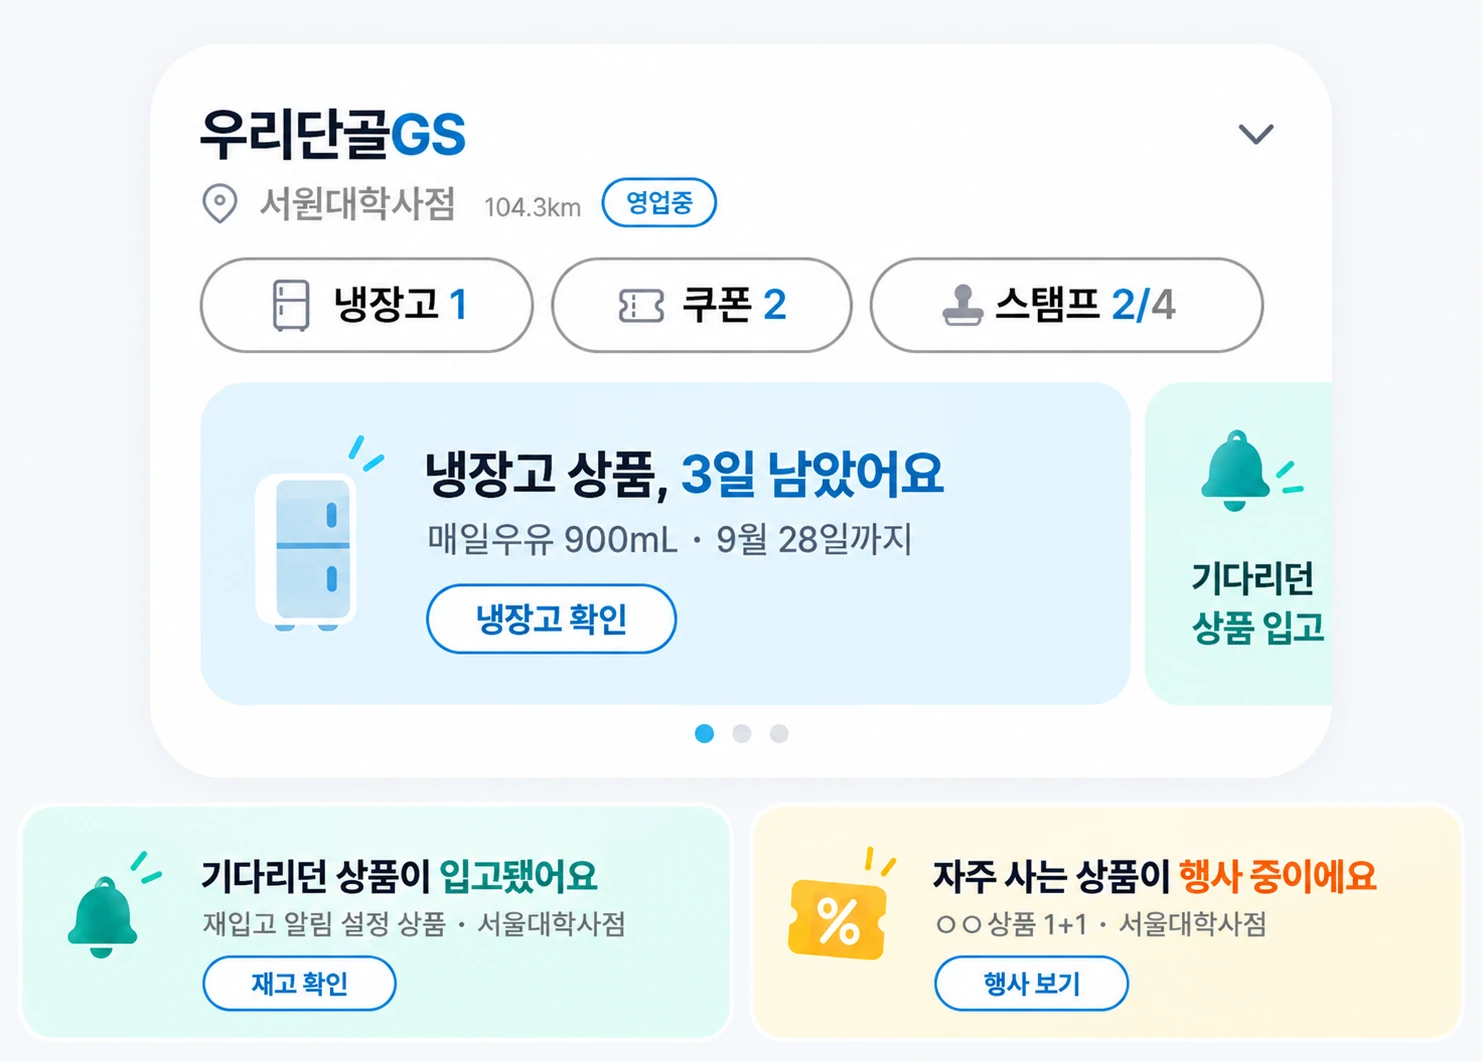 우리단골GS
서원대학사점 104.3km 영업중
냉장고 1
쿠폰 2
스탬프 2/4
냉장고 상품, 3일 남았어요
매일우유 900mL · 9월 28일까지
냉장고 확인
기다리던
상품 입고
기다리던 상품이 입고됐어요
재입고 알림 설정 상품 · 서울대학사점
재고 확인
%
자주 사는 상품이 행사 중이에요
○○상품 1+1 · 서울대학사점
행사 보기